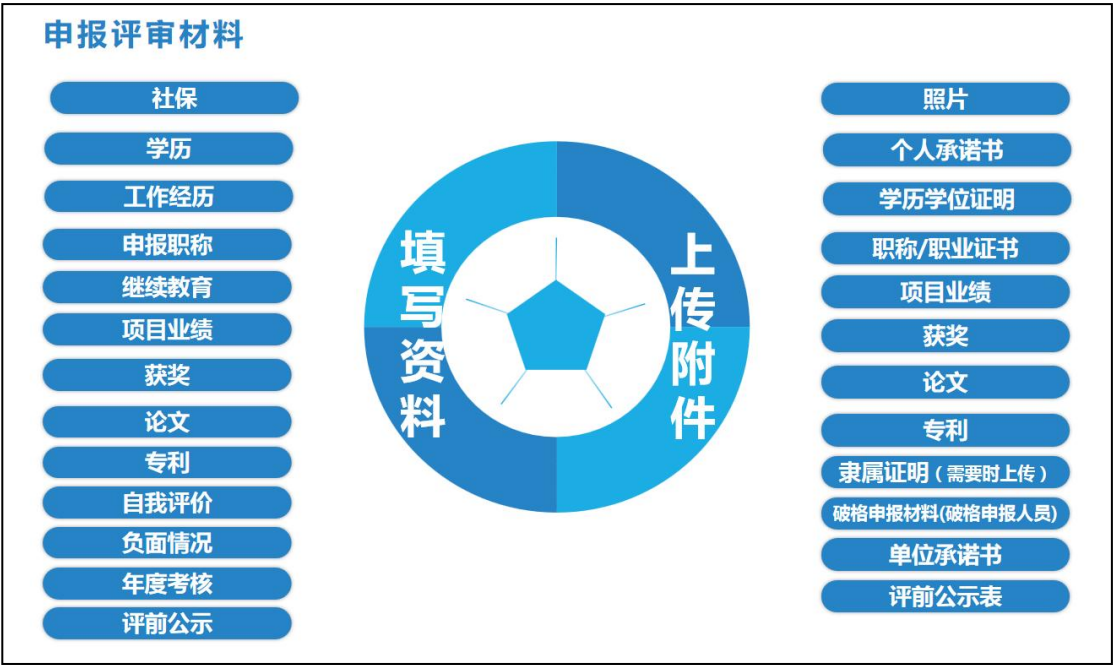 申报评审材料
社保
学历
工作经历
申报职称
继续教育
项目业绩
获奖
论文
专利
自我评价
负面情况
年度考核
评前公示
填写资料
上传附件
照片
个人承诺书
学历学位证明
职称/职业证书
项目业绩
获奖
论文
专利
隶属证明（需要时上传）
破格申报材料(破格申报人员)
单位承诺书
评前公示表